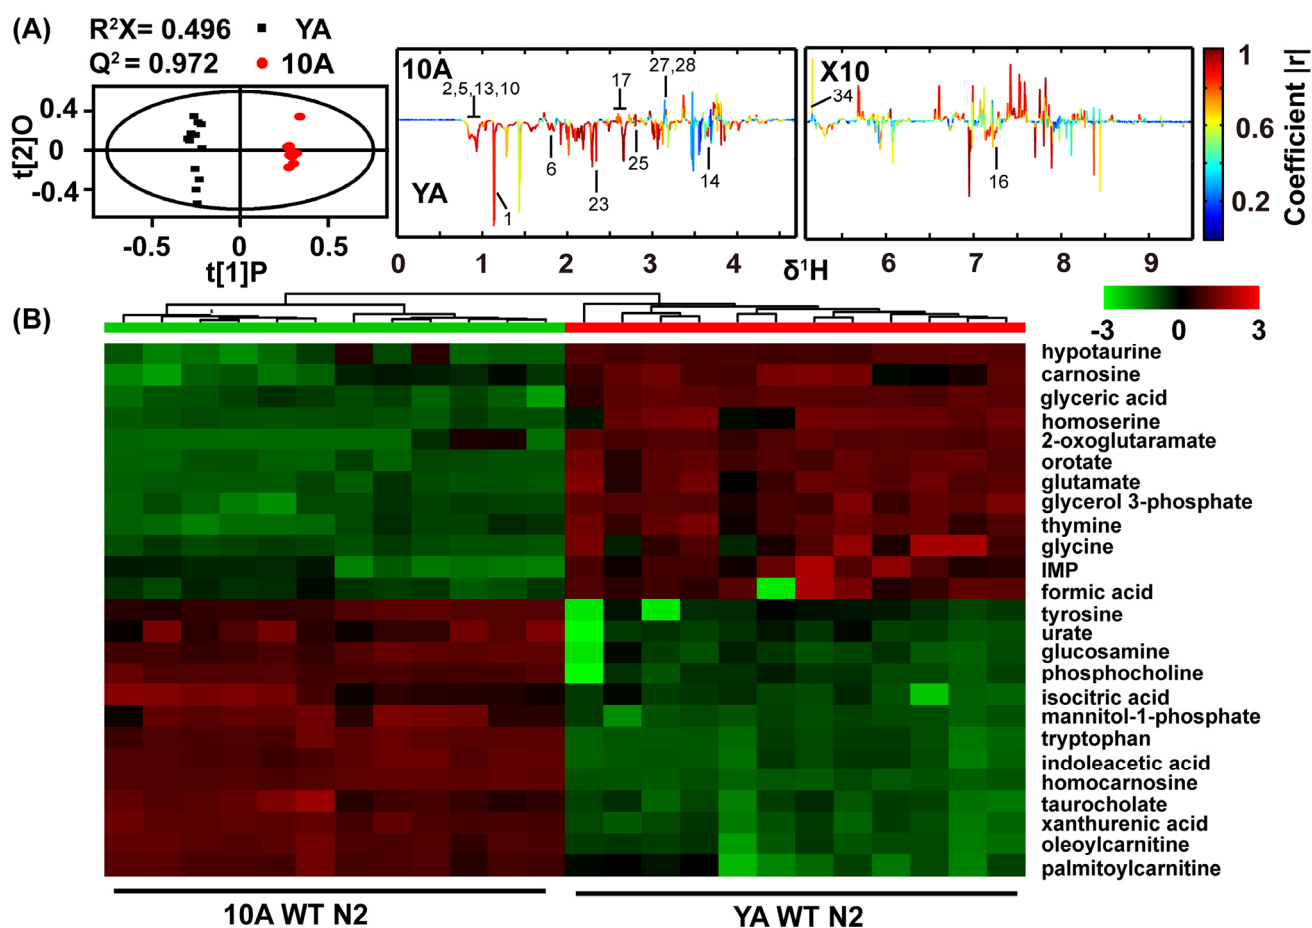 (A)
R²X= 0.496 YA
Q² = 0.972 10A
t[2]O
0.4
0
-0.4
-0.5 0 0.5
t[1]P
10A
2,5,13,10
17
27,28
6
25
14
23
1
YA
0 1 2 3 4
δ¹H
X10
34
16
6 7 8 9
1
0.6
0.2
Coefficient |r|
(B)
-3 0 3
hypotaurine
carnosine
glyceric acid
homoserine
2-oxoglutaramate
orotate
glutamate
glycerol 3-phosphate
thymine
glycine
IMP
formic acid
tyrosine
urate
glucosamine
phosphocholine
isocitric acid
mannitol-1-phosphate
tryptophan
indoleacetic acid
homocarnosine
taurocholate
xanthurenic acid
oleoylcarnitine
palmitoylcarnitine
10A WT N2
YA WT N2